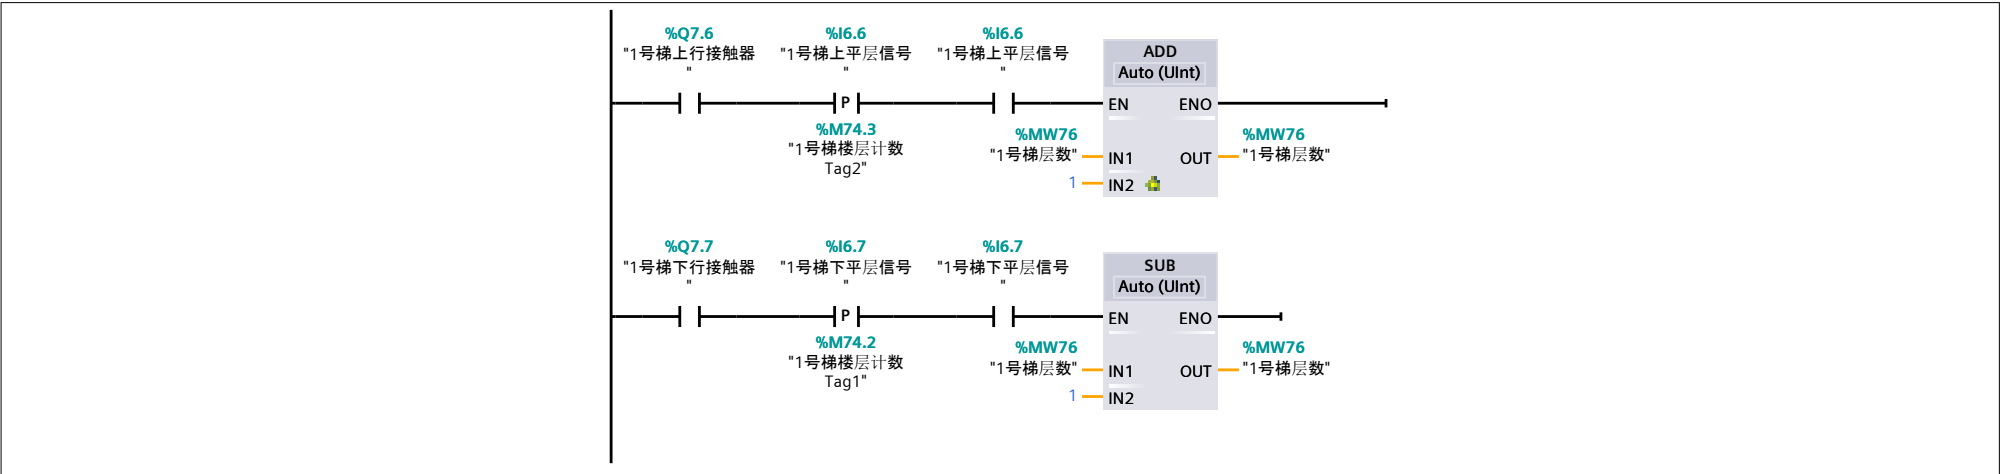 %Q7.6 %I6.6 %I6.6
"1号梯上行接触器 "1号梯上平层信号 "1号梯上平层信号
" " "
ADD
Auto (UInt)
P
EN ENO
%M74.3
"1号梯楼层计数
Tag2"
%MW76 %MW76
"1号梯层数" IN1 OUT "1号梯层数"
1 IN2
%Q7.7 %I6.7 %I6.7
"1号梯下行接触器 "1号梯下平层信号 "1号梯下平层信号
" " "
SUB
Auto (UInt)
P
EN ENO
%M74.2
"1号梯楼层计数
Tag1"
%MW76 %MW76
"1号梯层数" IN1 OUT "1号梯层数"
1 IN2